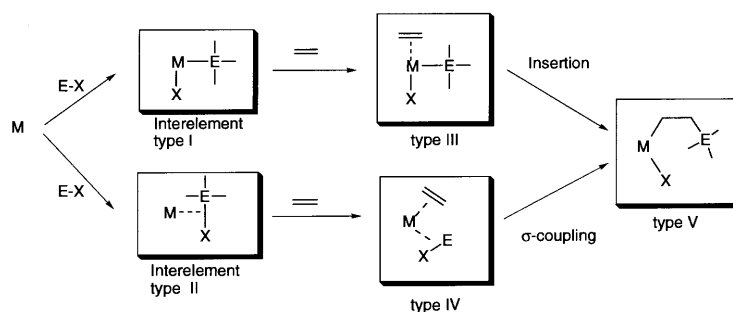 M
E-X
E-X
M
E
X
Interelement
type I
M
E
X
type III
Insertion
M
E
X
Interelement
type II
M
E
X
type IV
σ-coupling
M
E
X
type V